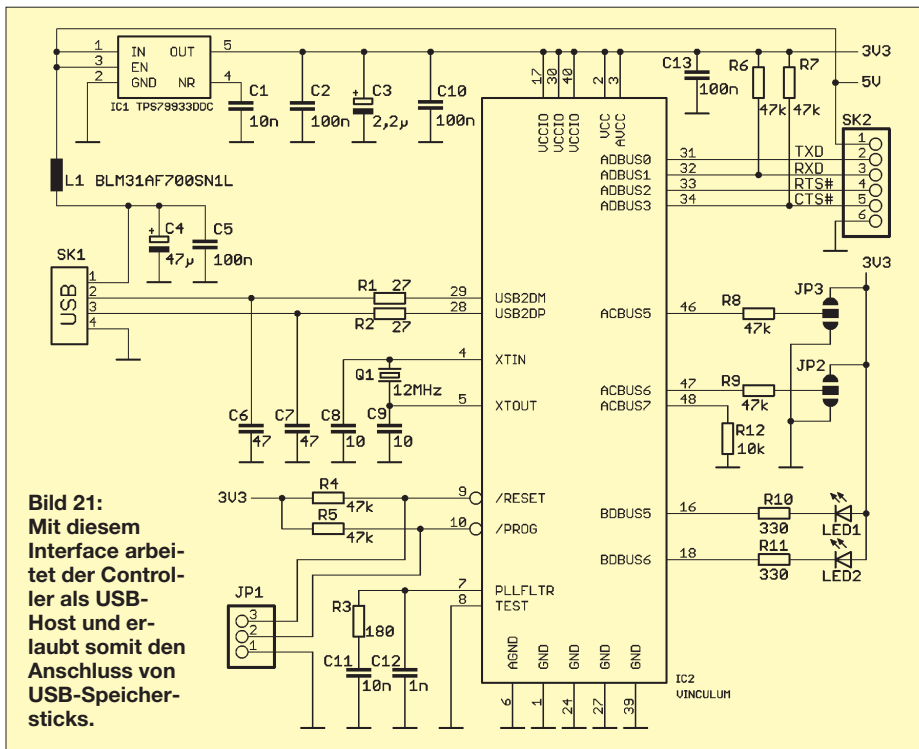 1 IN OUT 5
3 EN
2 GND NR 4
IC1 TPS79933DDC
C1
10n
C2
100n
+ C3
2,2µ
C10
100n
17 30 40 2 3
VCCIO VCCIO VCCIO VCC AVCC
C13
100n
R6 R7
47k 47k
3V3
5V
SK2
1
2
3
4
5
6
ADBUS0 31 TXD
ADBUS1 32 RXD
ADBUS2 33 RTS#
ADBUS3 34 CTS#
L1 BLM31AF700SN1L
+ C4
47µ
C5
100n
SK1
USB
1
2
3
4
R1 27
R2 27
29 USB2DM
28 USB2DP
4 XTIN
Q1
12MHz
5 XTOUT
C6 C7 C8 C9
47 47 10 10
3V3
JP3
ACBUS5 46 R8
47k
JP2
ACBUS6 47 R9
ACBUS7 48 47k
R12
10k
3V3 R4
47k
R5
47k
9 /RESET
10 /PROG
BDBUS5 16 R10
330 LED1
BDBUS6 18 R11
330 LED2
7 PLLFLTR
8 TEST
JP1
3
2
1
R3
180
C11 C12
10n 1n
AGND GND GND GND GND
6 1 24 27 39
IC2
VINCULUM
Bild 21:
Mit diesem
Interface arbei-
tet der Control-
ler als USB-
Host und er-
laubt somit den
Anschluss von
USB-Speicher-
sticks.